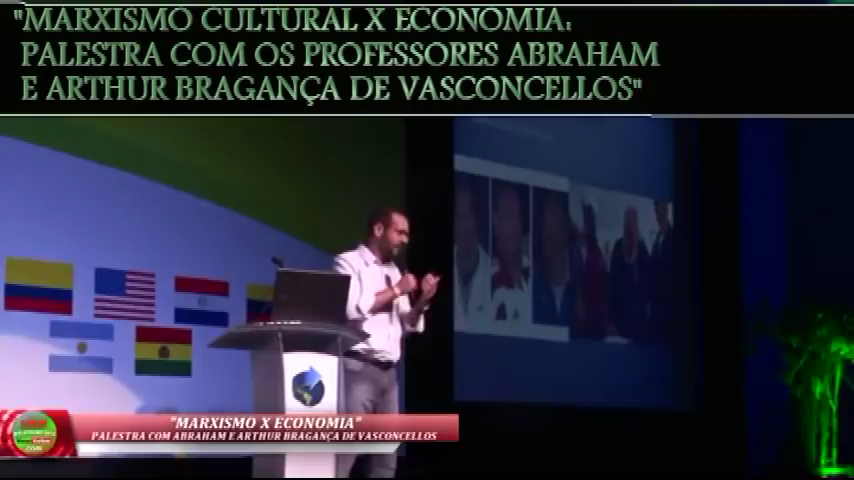 "MARXISMO CULTURAL X ECONOMIA:
PALESTRA COM OS PROFESSORES ABRAHAM
E ARTHUR BRAGANÇA DE VASCONCELLOS"
"MARXISMO X ECONOMIA"
PALESTRA COM ABRAHAM E ARTHUR BRAGANÇA DE VASCONCELLOS